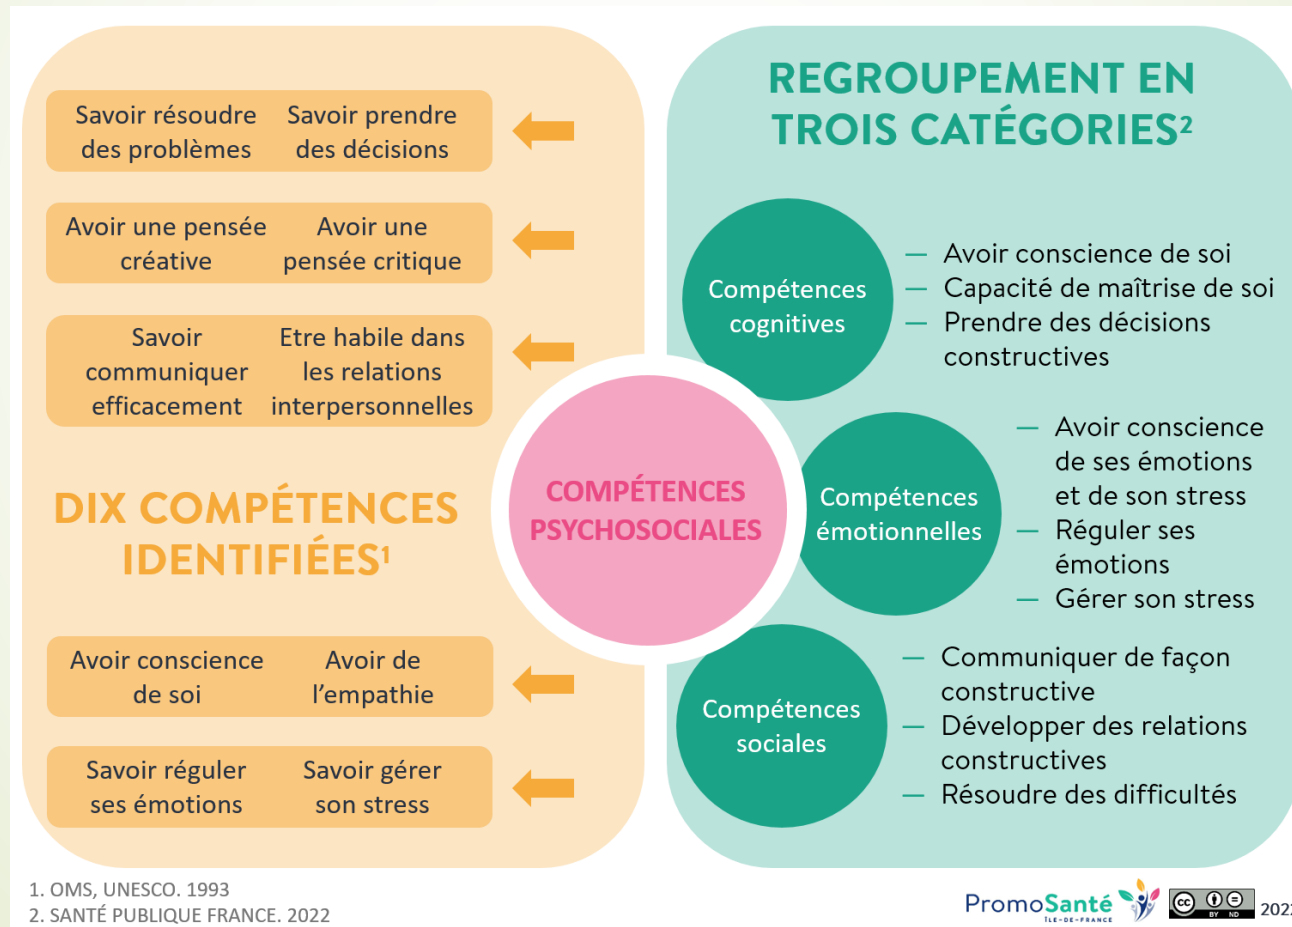 Savoir résoudre
des problèmes
Savoir prendre
des décisions
Avoir une pensée
créative
Avoir une
pensée critique
Savoir
communiquer
efficacement
Etre habile dans
les relations
interpersonnelles
DIX COMPÉTENCES
IDENTIFIÉES¹
Avoir conscience
de soi
Avoir de
l’empathie
Savoir réguler
ses émotions
Savoir gérer
son stress
COMPÉTENCES
PSYCHOSOCIALES
REGROUPEMENT EN
TROIS CATÉGORIES²
Compétences
cognitives
— Avoir conscience de soi
— Capacité de maîtrise de soi
— Prendre des décisions
constructives
Compétences
émotionnelles
— Avoir conscience
de ses émotions
et de son stress
— Réguler ses
émotions
— Gérer son stress
Compétences
sociales
— Communiquer de façon
constructive
— Développer des relations
constructives
— Résoudre des difficultés
1. OMS, UNESCO. 1993
2. SANTÉ PUBLIQUE FRANCE. 2022
PromoSanté
ÎLE-DE-FRANCE
cc BY ND